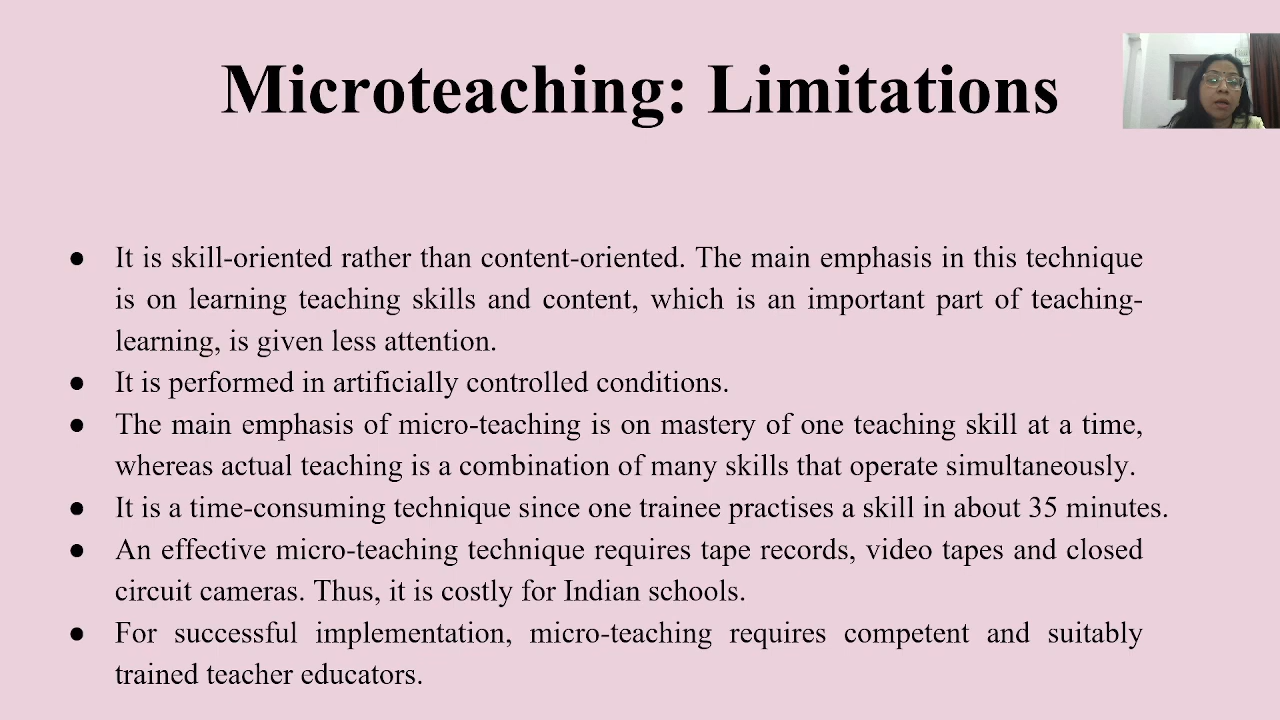 Microteaching: Limitations
● It is skill-oriented rather than content-oriented. The main emphasis in this technique
is on learning teaching skills and content, which is an important part of teaching-
learning, is given less attention.
● It is performed in artificially controlled conditions.
● The main emphasis of micro-teaching is on mastery of one teaching skill at a time,
whereas actual teaching is a combination of many skills that operate simultaneously.
● It is a time-consuming technique since one trainee practises a skill in about 35 minutes.
● An effective micro-teaching technique requires tape records, video tapes and closed
circuit cameras. Thus, it is costly for Indian schools.
● For successful implementation, micro-teaching requires competent and suitably
trained teacher educators.